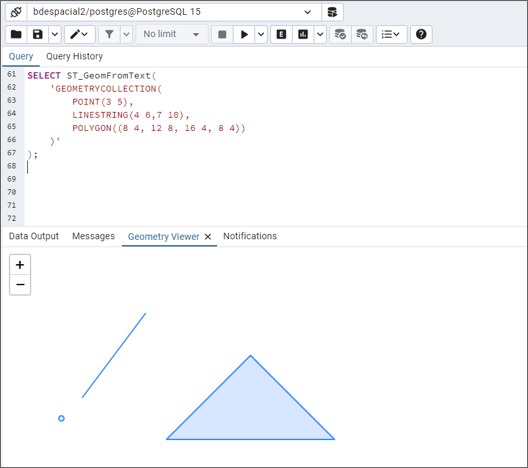 bdespacial2/postgres@PostgreSQL 15
No limit
E
Query Query History
61 SELECT ST_GeomFromText(
62 'GEOMETRYCOLLECTION(
63 POINT(3 5),
64 LINESTRING(4 6,7 10),
65 POLYGON((8 4, 12 8, 16 4, 8 4))
66 )'
67 );
68
69
70
71
72
Data Output Messages Geometry Viewer Notifications
+
−